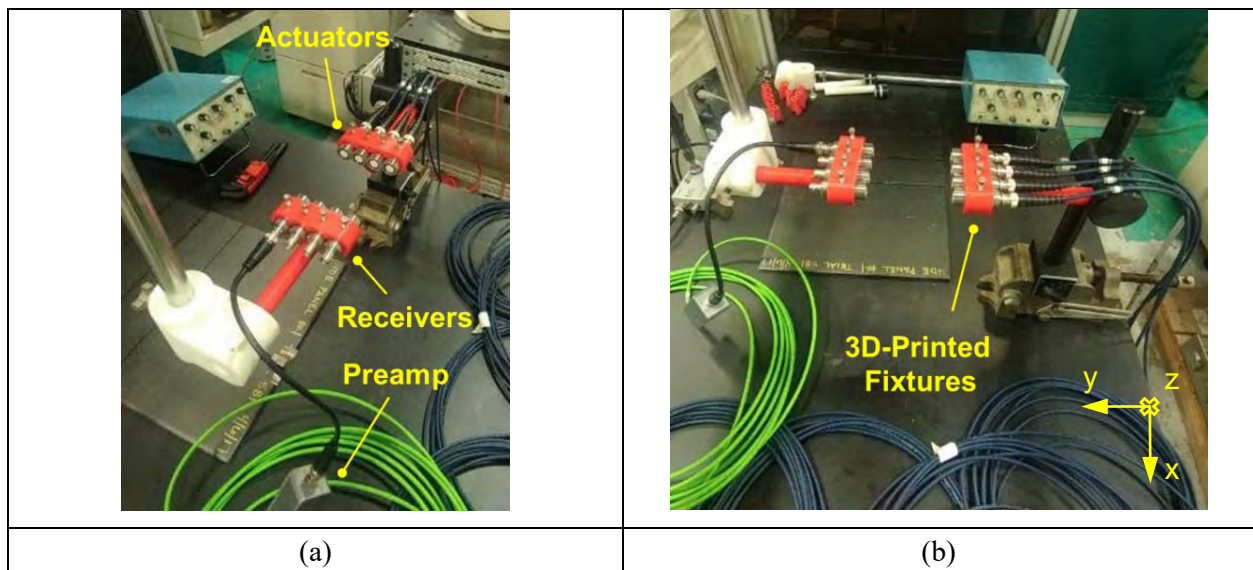 Actuators
Receivers
Preamp
3D-Printed
Fixtures
y
z
x
(a)
(b)